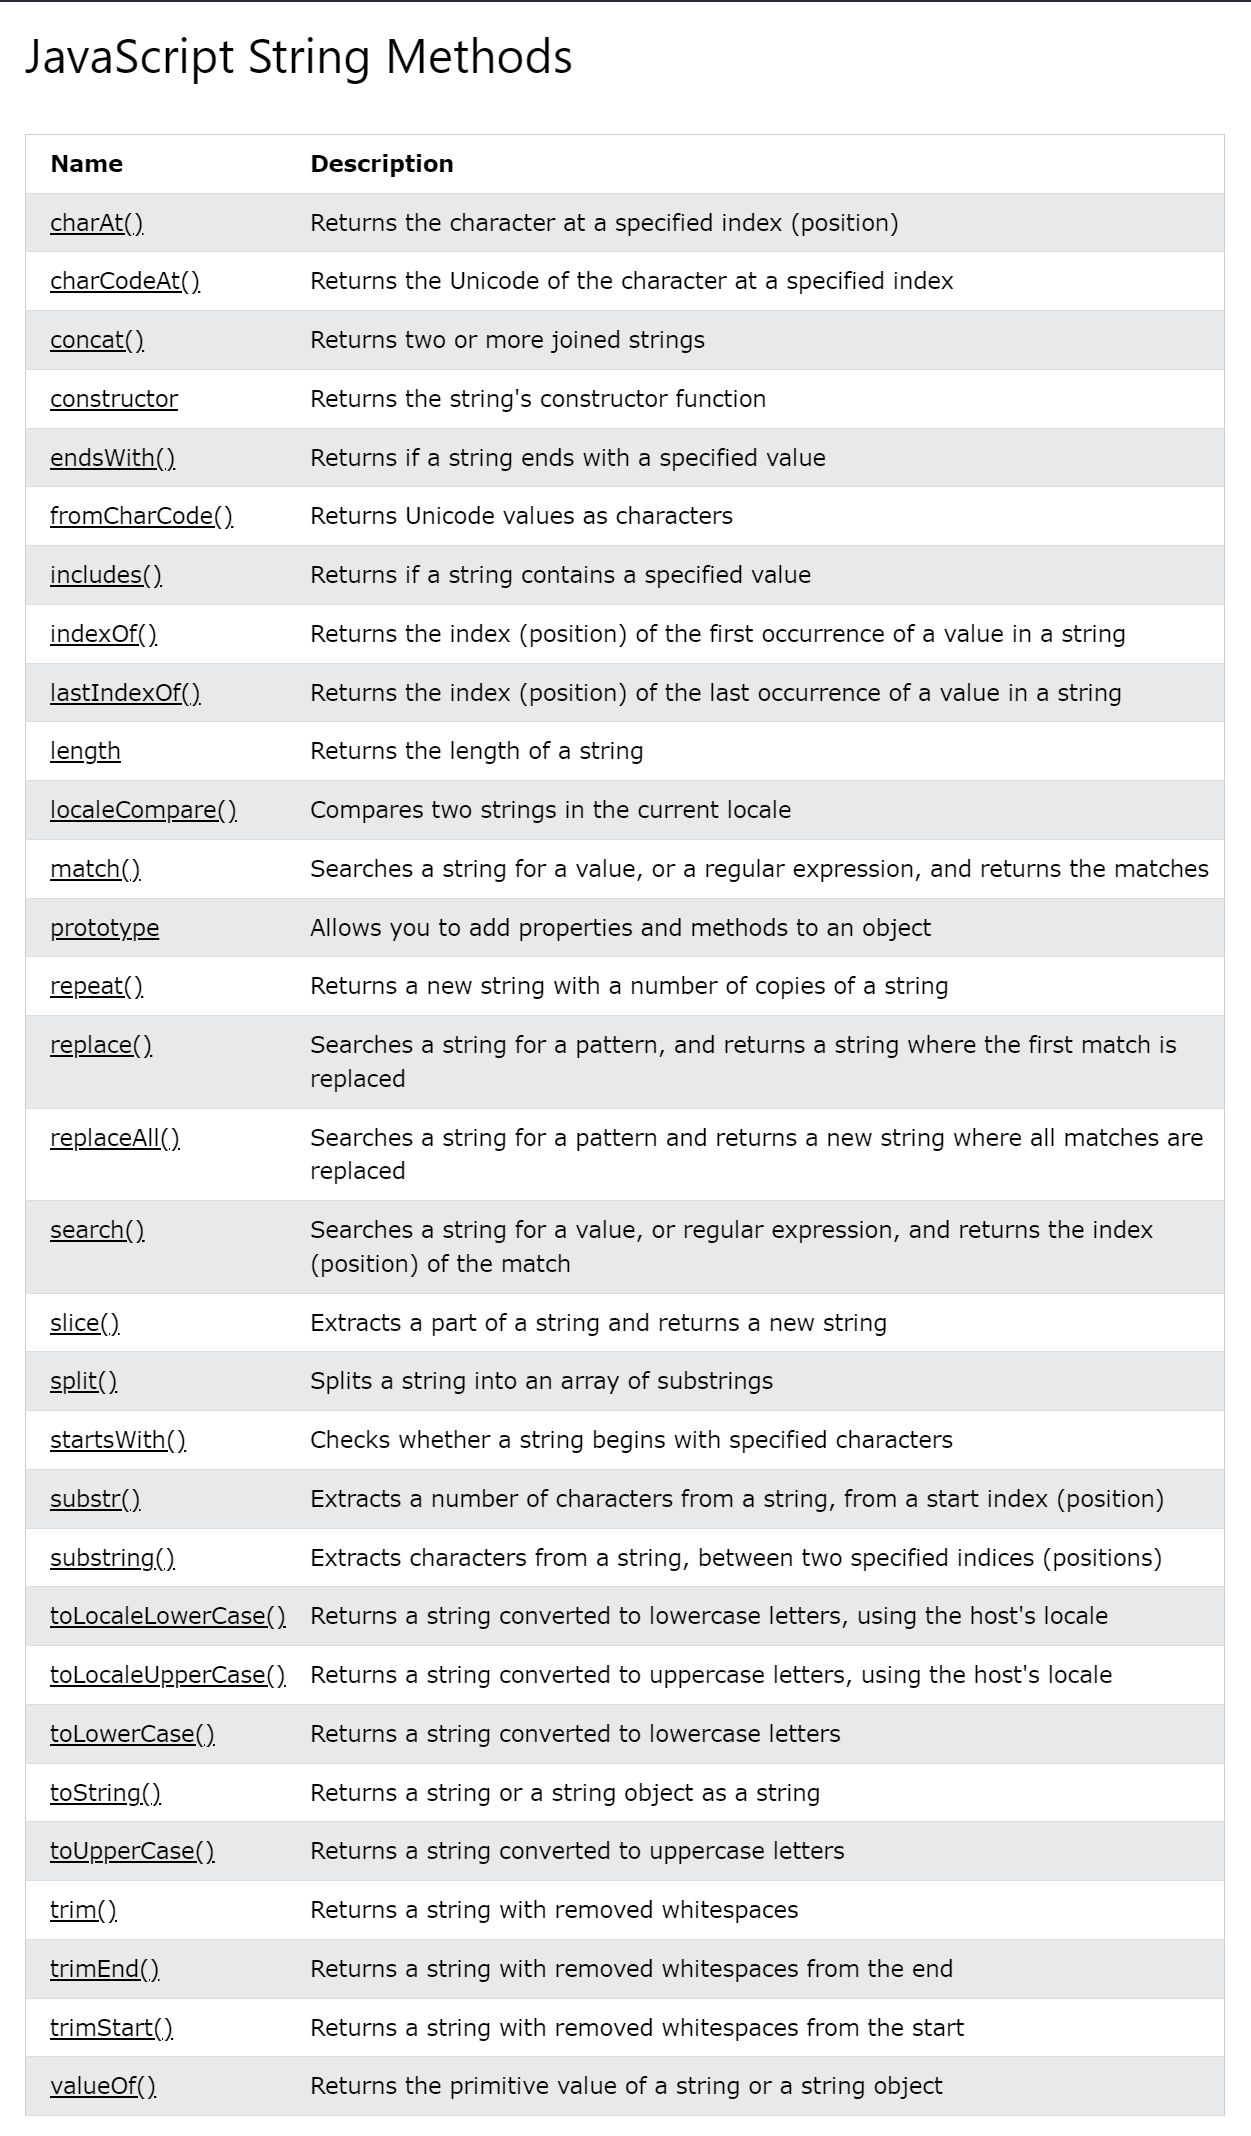 JavaScript String Methods
Name Description
charAt() Returns the character at a specified index (position)
charCodeAt() Returns the Unicode of the character at a specified index
concat() Returns two or more joined strings
constructor Returns the string's constructor function
endsWith() Returns if a string ends with a specified value
fromCharCode() Returns Unicode values as characters
includes() Returns if a string contains a specified value
indexOf() Returns the index (position) of the first occurrence of a value in a string
lastIndexOf() Returns the index (position) of the last occurrence of a value in a string
length Returns the length of a string
localeCompare() Compares two strings in the current locale
match() Searches a string for a value, or a regular expression, and returns the matches
prototype Allows you to add properties and methods to an object
repeat() Returns a new string with a number of copies of a string
replace() Searches a string for a pattern, and returns a string where the first match is
replaced
replaceAll() Searches a string for a pattern and returns a new string where all matches are
replaced
search() Searches a string for a value, or regular expression, and returns the index
(position) of the match
slice() Extracts a part of a string and returns a new string
split() Splits a string into an array of substrings
startsWith() Checks whether a string begins with specified characters
substr() Extracts a number of characters from a string, from a start index (position)
substring() Extracts characters from a string, between two specified indices (positions)
toLocaleLowerCase() Returns a string converted to lowercase letters, using the host's locale
toLocaleUpperCase() Returns a string converted to uppercase letters, using the host's locale
toLowerCase() Returns a string converted to lowercase letters
toString() Returns a string or a string object as a string
toUpperCase() Returns a string converted to uppercase letters
trim() Returns a string with removed whitespaces
trimEnd() Returns a string with removed whitespaces from the end
trimStart() Returns a string with removed whitespaces from the start
valueOf() Returns the primitive value of a string or a string object